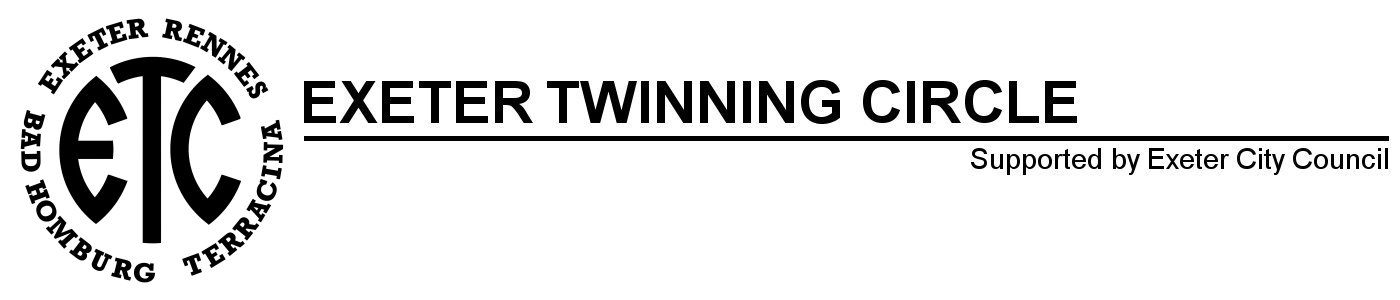 EXETER RENNES
BAD HOMBURG TERRACINA
ETC
EXETER TWINNING CIRCLE
Supported by Exeter City Council